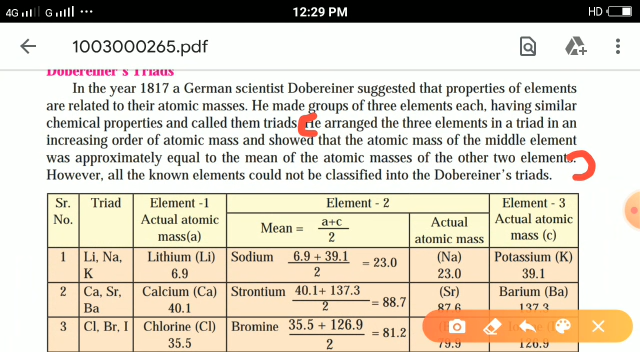 4G G ... 12:29 PM HD
1003000265.pdf
Dobereiner's Triads
In the year 1817 a German scientist Dobereiner suggested that properties of elements
are related to their atomic masses. He made groups of three elements each, having similar
chemical properties and called them triads. He arranged the three elements in a triad in an
increasing order of atomic mass and showed that the atomic mass of the middle element
was approximately equal to the mean of the atomic masses of the other two elements.
However, all the known elements could not be classified into the Dobereiner's triads.
Sr. No. Triad Element -1 Actual atomic mass(a) Element - 2 Mean = a+c / 2 Actual atomic mass Element - 3 Actual atomic mass (c)
1 Li, Na, K Lithium (Li) 6.9 Sodium 6.9 + 39.1 / 2 = 23.0 (Na) 23.0 Potassium (K) 39.1
2 Ca, Sr, Ba Calcium (Ca) 40.1 Strontium 40.1+ 137.3 / 2 = 88.7 (Sr) 87.6 Barium (Ba) 137.3
3 Cl, Br, I Chlorine (Cl) 35.5 Bromine 35.5 + 126.9 / 2 = 81.2 79.9 126.9